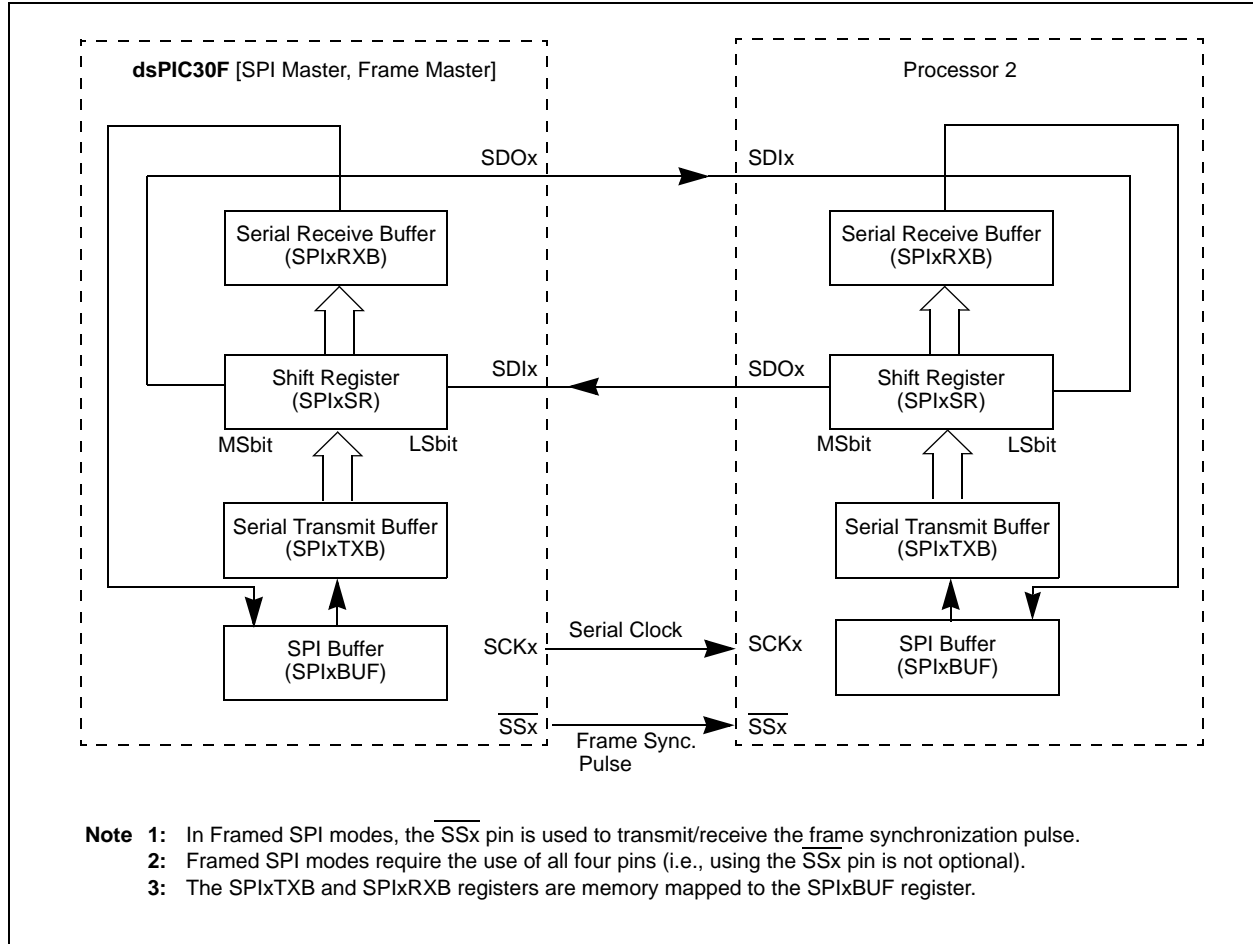 dsPIC30F [SPI Master, Frame Master]
SDOx
Serial Receive Buffer
(SPIxRXB)
Shift Register
(SPIxSR)
SDIx
MSbit
LSbit
Serial Transmit Buffer
(SPIxTXB)
SPI Buffer
(SPIxBUF)
SCKx
SSx
Serial Clock
Frame Sync.
Pulse
Processor 2
SDIx
Serial Receive Buffer
(SPIxRXB)
SDOx
Shift Register
(SPIxSR)
MSbit
LSbit
Serial Transmit Buffer
(SPIxTXB)
SPI Buffer
(SPIxBUF)
SCKx
SSx
Note 1: In Framed SPI modes, the SSx pin is used to transmit/receive the frame synchronization pulse.
2: Framed SPI modes require the use of all four pins (i.e., using the SSx pin is not optional).
3: The SPIxTXB and SPIxRXB registers are memory mapped to the SPIxBUF register.